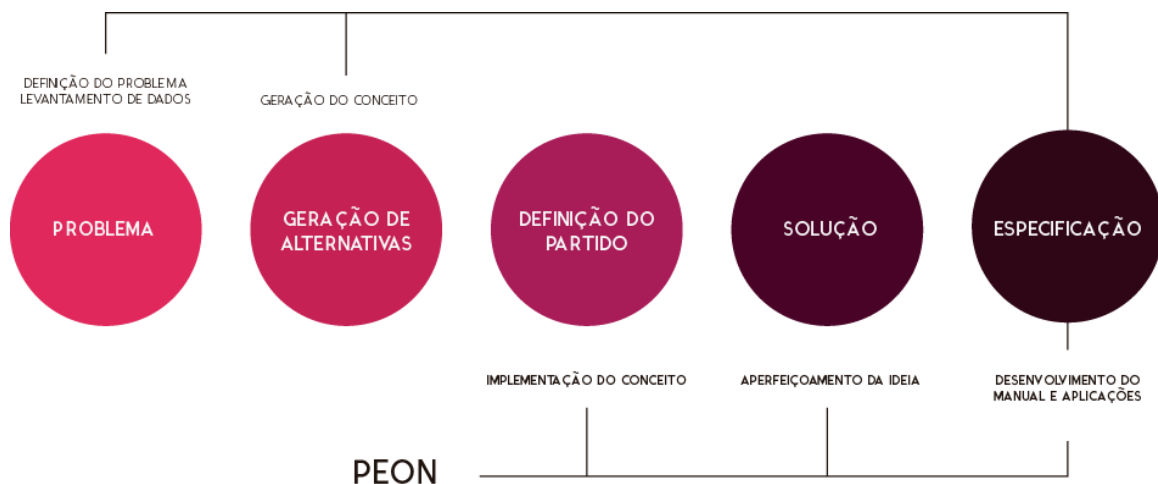 DEFINIÇÃO DO PROBLEMA
LEVANTAMENTO DE DADOS
GERAÇÃO DO CONCEITO
PROBLEMA
GERAÇÃO DE
ALTERNATIVAS
DEFINIÇÃO DO
PARTIDO
SOLUÇÃO
ESPECIFICAÇÃO
IMPLEMENTAÇÃO DO CONCEITO
APERFEIÇOAMENTO DA IDEIA
DESENVOLVIMENTO DO
MANUAL E APLICAÇÕES
PEON